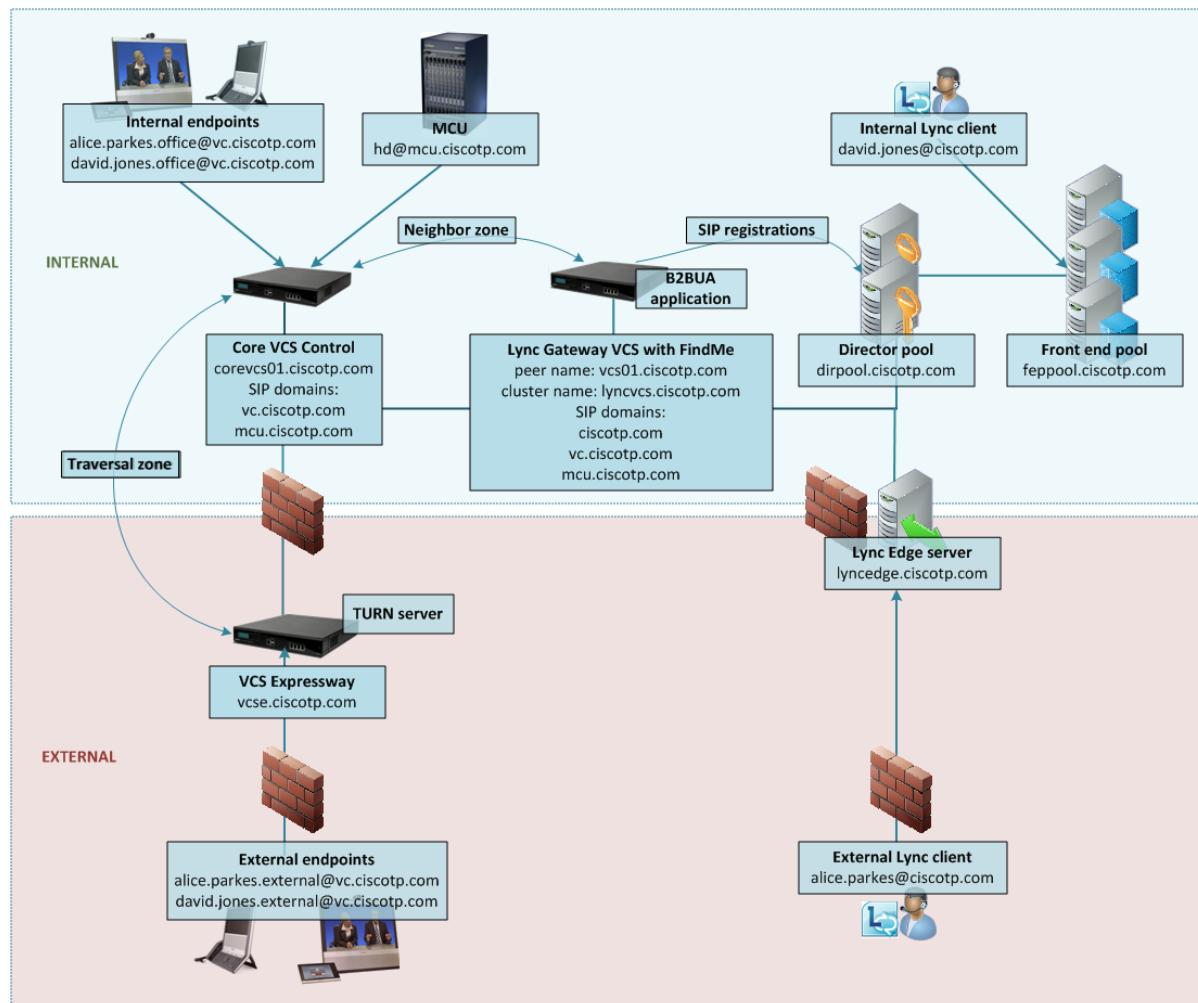 Internal endpoints
alice.parkes.office@vc.ciscotp.com
david.jones.office@vc.ciscotp.com
MCU
hd@mcu.ciscotp.com
Internal Lync client
david.jones@ciscotp.com
Neighbor zone
SIP registrations
INTERNAL
B2BUA
application
Core VCS Control
corevcs01.ciscotp.com
SIP domains:
vc.ciscotp.com
mcu.ciscotp.com
Lync Gateway VCS with FindMe
peer name: vcs01.ciscotp.com
cluster name: lyncvcs.ciscotp.com
SIP domains:
ciscotp.com
vc.ciscotp.com
mcu.ciscotp.com
Director pool
dirpool.ciscotp.com
Front end pool
feppool.ciscotp.com
Traversal zone
Lync Edge server
lyncedge.ciscotp.com
TURN server
VCS Expressway
vcse.ciscotp.com
EXTERNAL
External endpoints
alice.parkes.external@vc.ciscotp.com
david.jones.external@vc.ciscotp.com
External Lync client
alice.parkes@ciscotp.com